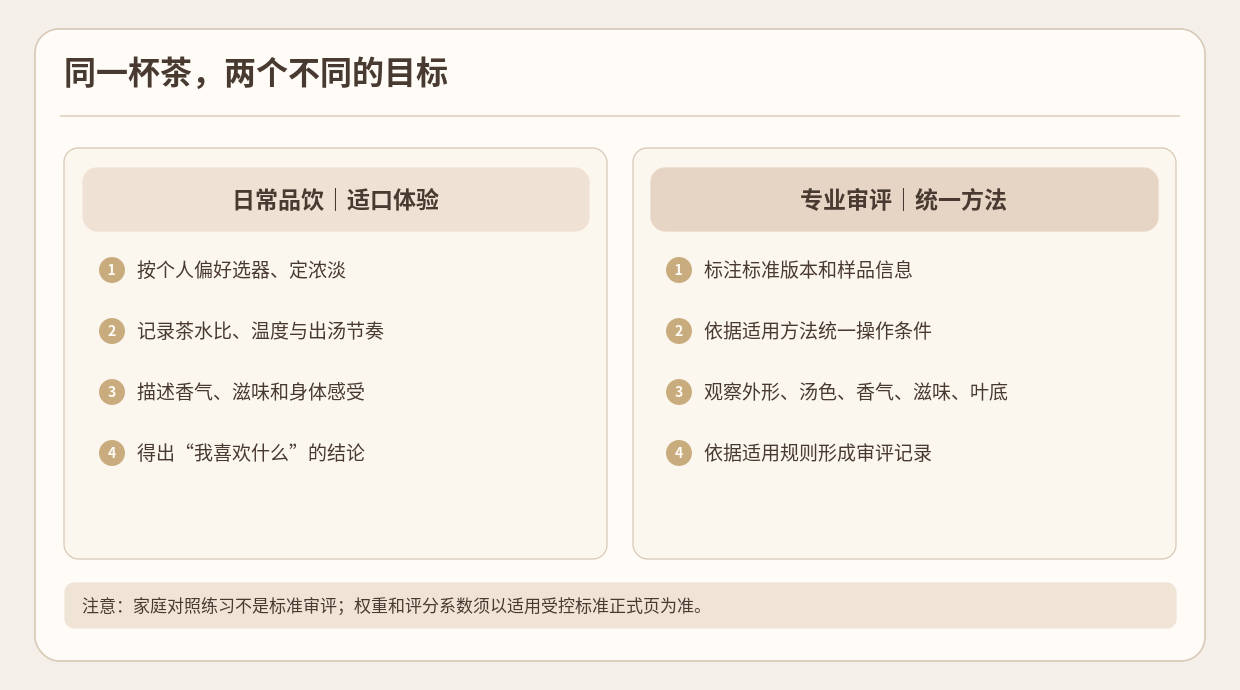 同一杯茶，两个不同的目标
日常品饮｜适口体验
1 按个人偏好选器、定浓淡
2 记录茶水比、温度与出汤节奏
3 描述香气、滋味和身体感受
4 得出“我喜欢什么”的结论
专业审评｜统一方法
1 标注标准版本和样品信息
2 依据适用方法统一操作条件
3 观察外形、汤色、香气、滋味、叶底
4 依据适用规则形成审评记录
注意：家庭对照练习不是标准审评；权重和评分系数须以适用受控标准正式页为准。